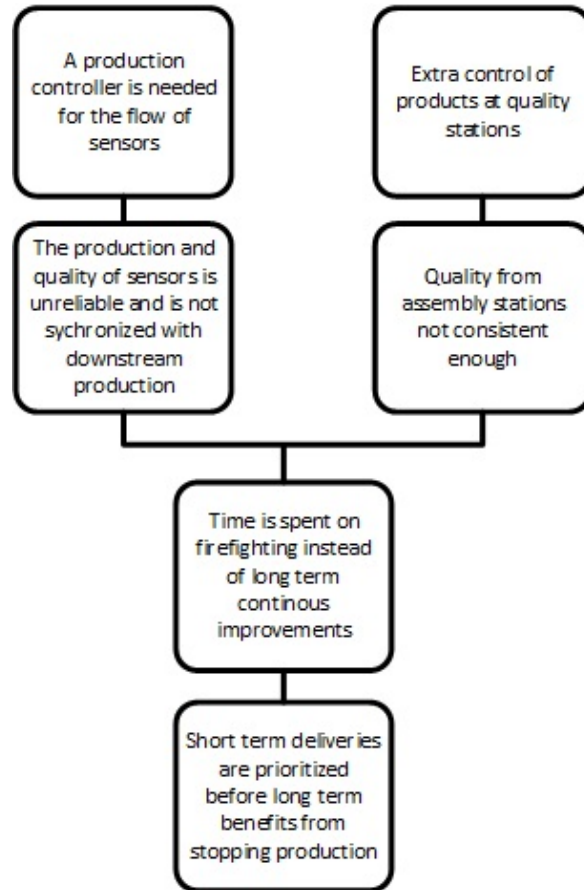 A production
controller is needed
for the flow of
sensors
Extra control of
products at quality
stations
The production and
quality of sensors is
unreliable and is not
sychronized with
downstream
production
Quality from
assembly stations
not consistent
enough
Time is spent on
firefighting instead
of long term
continous
improvements
Short term deliveries
are prioritized
before long term
benefits from
stopping production